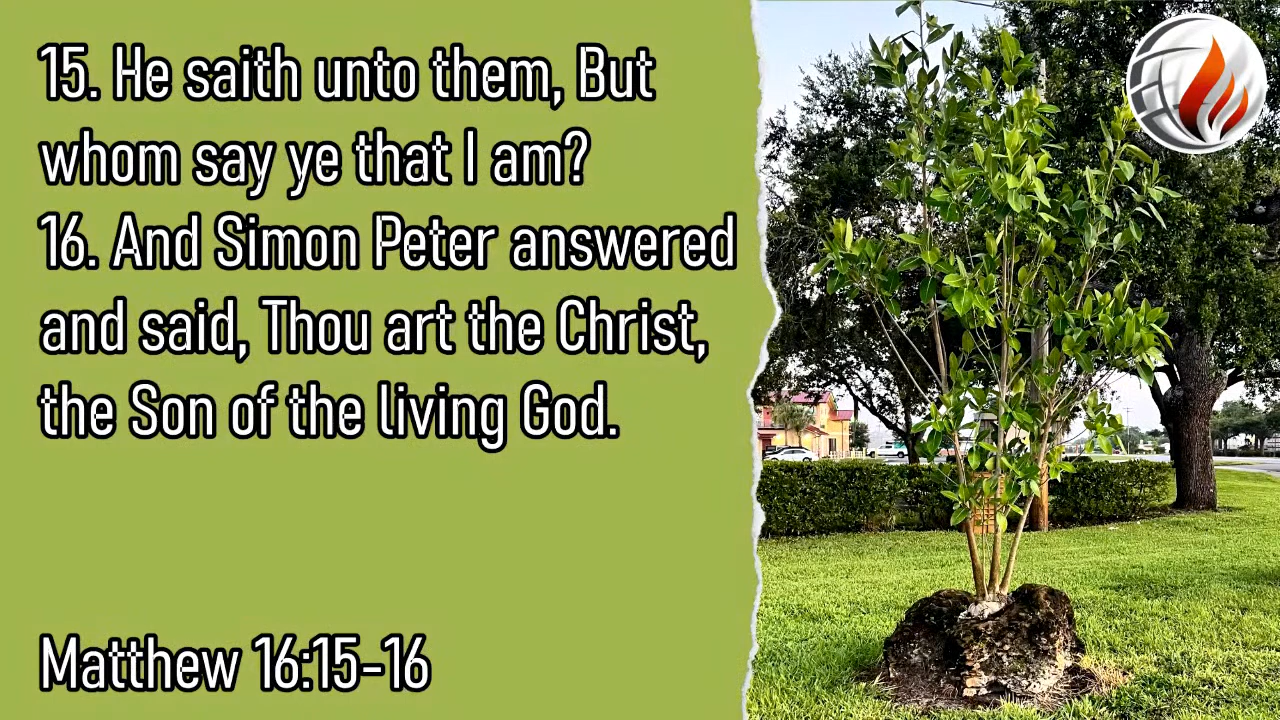 15. He saith unto them, But
whom say ye that I am?
16. And Simon Peter answered
and said, Thou art the Christ,
the Son of the living God.
Matthew 16:15-16